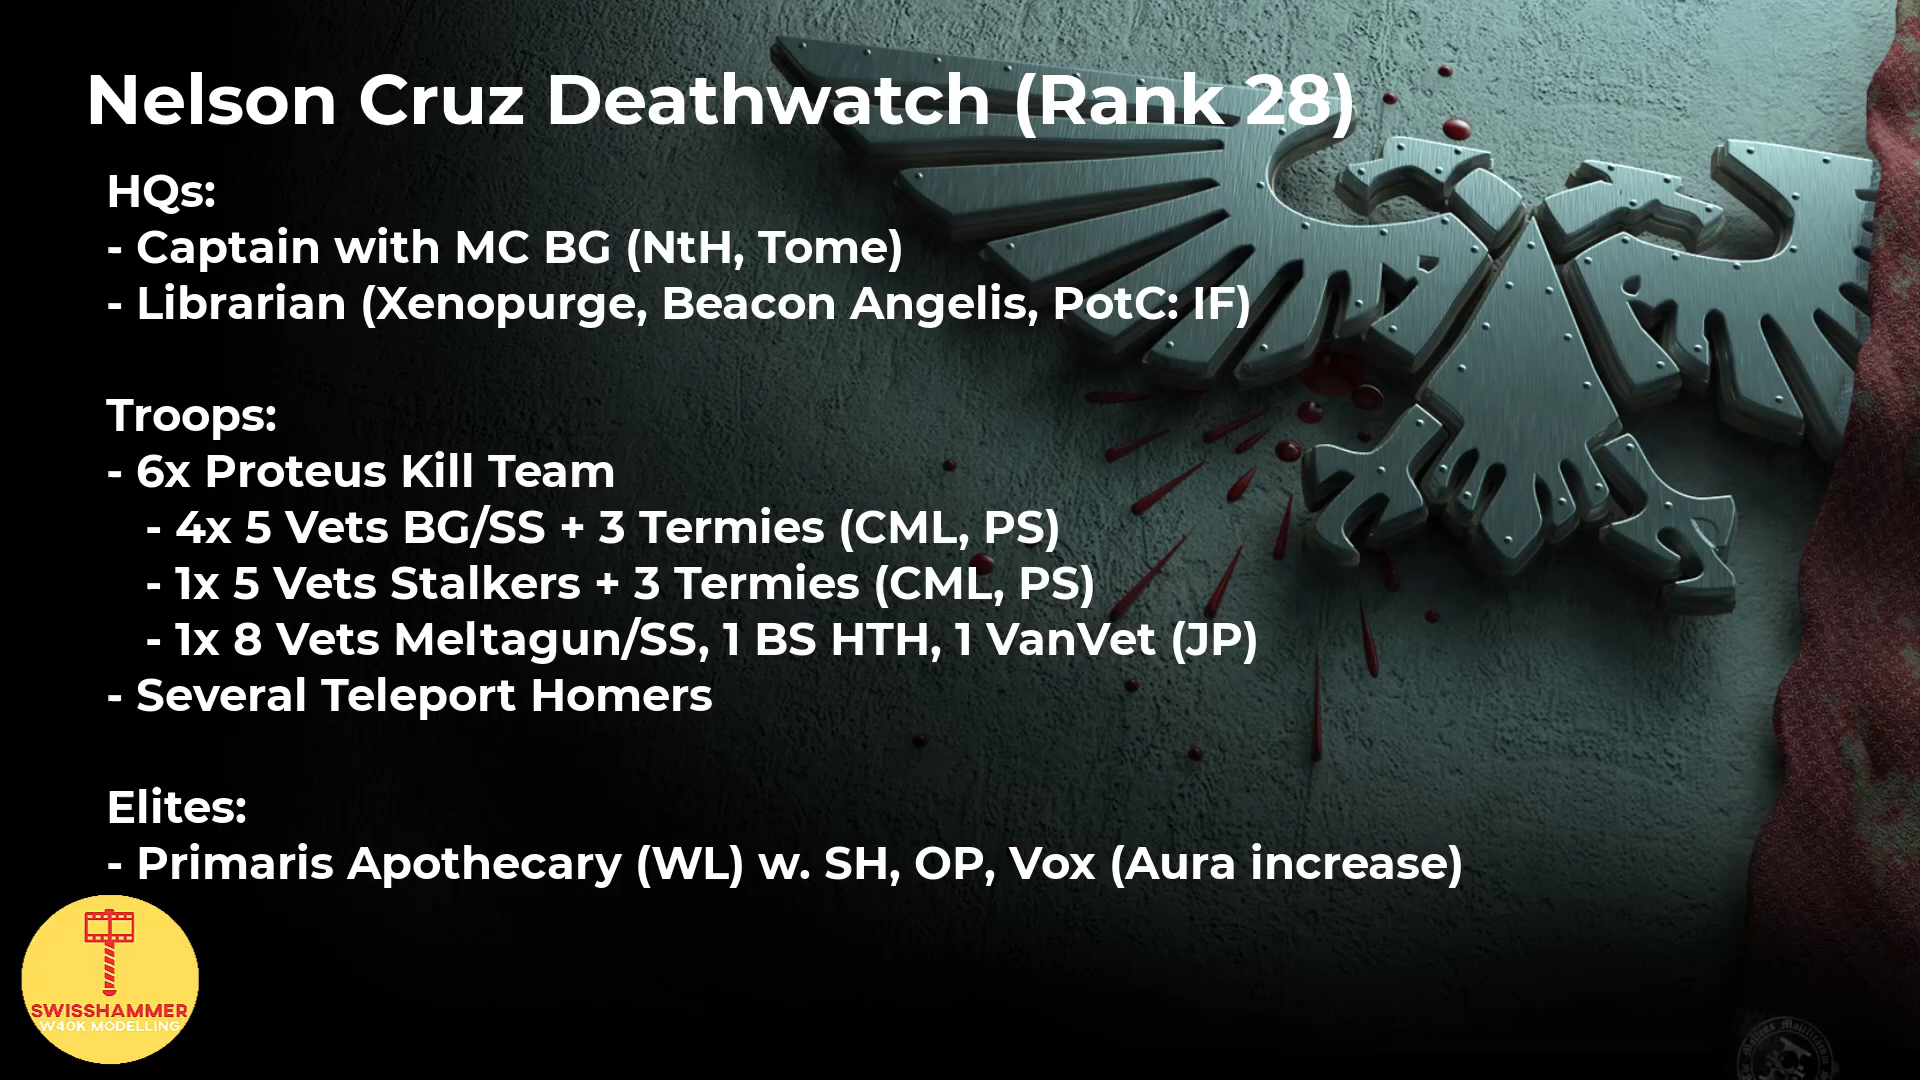 Nelson Cruz Deathwatch (Rank 28)
HQs:
- Captain with MC BG (NtH, Tome)
- Librarian (Xenopurge, Beacon Angelis, PotC: IF)
Troops:
- 6x Proteus Kill Team
- 4x 5 Vets BG/SS + 3 Termies (CML, PS)
- 1x 5 Vets Stalkers + 3 Termies (CML, PS)
- 1x 8 Vets Meltagun/SS, 1 BS HTH, 1 VanVet (JP)
- Several Teleport Homers
Elites:
- Primaris Apothecary (WL) w. SH, OP, Vox (Aura increase)
SWISSHAMMER
W40K MODELLING